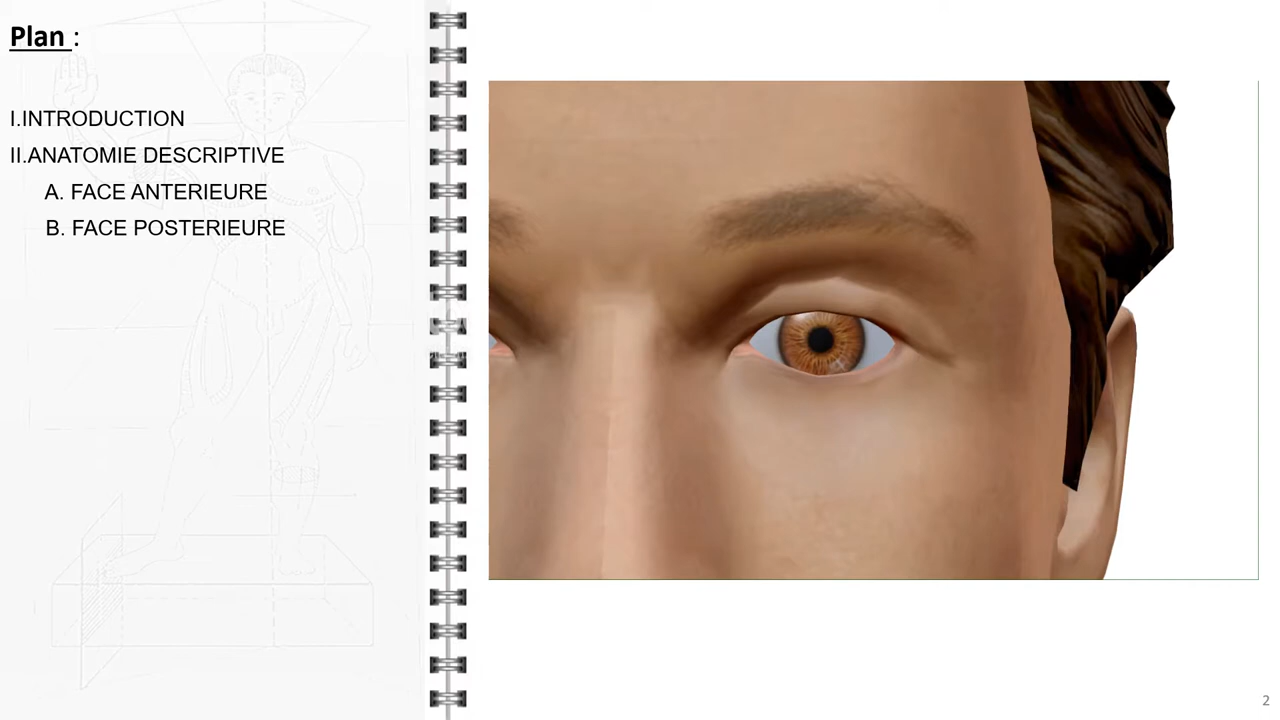 Plan :
I.INTRODUCTION
II.ANATOMIE DESCRIPTIVE
A. FACE ANTERIEURE
B. FACE POSTERIEURE
2